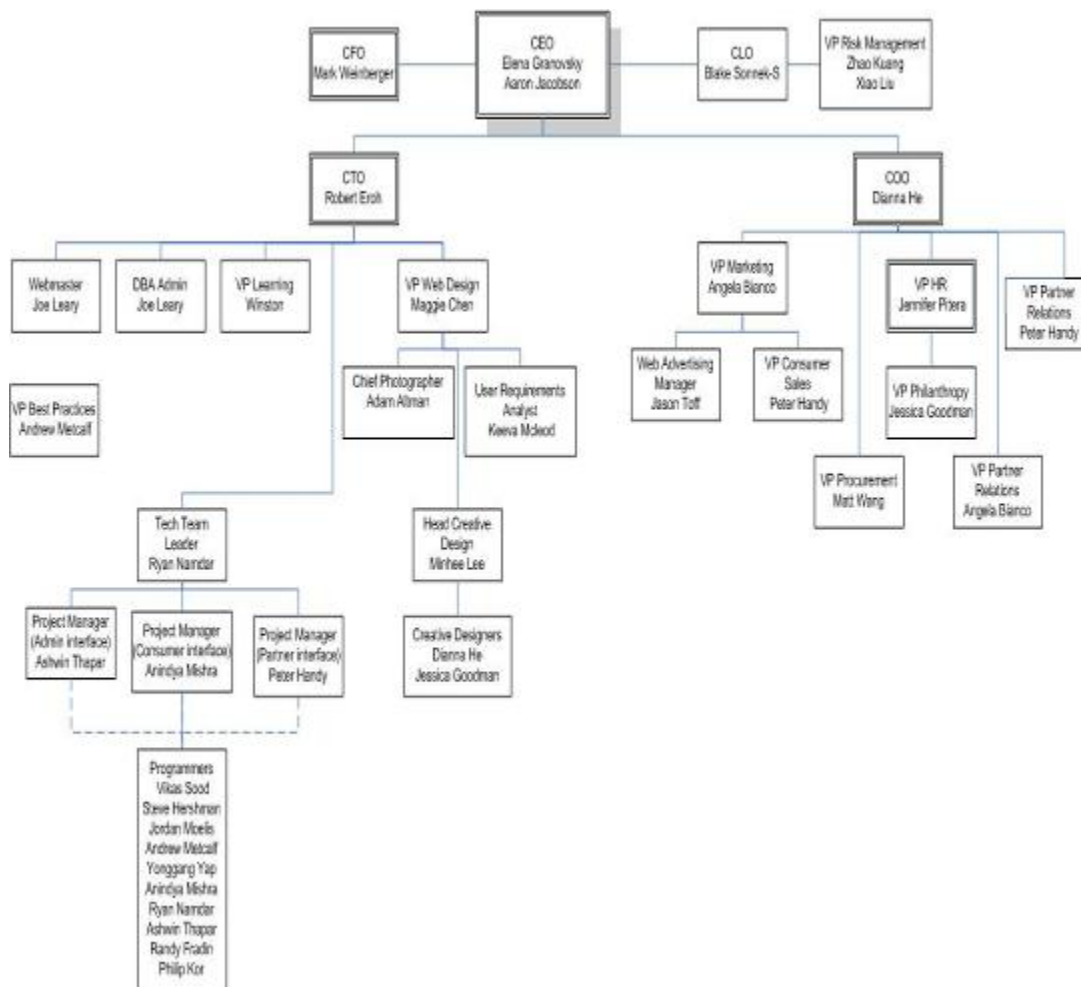 CFO
Mark Weinberger
CEO
Elena Granovsky
Aaron Jacobson
CLO
Blake Sonnek-S
VP Risk Management
Zhao Kuang
Xiao Liu
CTO
Robert Eroh
COO
Dianna He
Webmaster
Joe Leary
DBA Admin
Joe Leary
VP Learning
Winston
VP Web Design
Maggie Chen
VP Marketing
Angela Bianco
VP HR
Jennifer Pitera
VP Partner
Relations
Peter Handy
Chief Photographer
Adam Altman
User Requirements
Analyst
Keeva Mcleod
Web Advertising
Manager
Jason Toff
VP Consumer
Sales
Peter Handy
VP Philanthropy
Jessica Goodman
VP Best Practices
Andrew Metcalf
VP Procurement
Matt Wang
VP Partner
Relations
Angela Bianco
Tech Team
Leader
Ryan Namdar
Head Creative
Design
Minhee Lee
Project Manager
(Admin interface)
Ashwin Thapar
Project Manager
(Consumer interface)
Anindya Mishra
Project Manager
(Partner interface)
Peter Handy
Creative Designers
Dianna He
Jessica Goodman
Programmers
Vikas Sood
Steve Hershman
Jordan Moelis
Andrew Metcalf
Yonggang Yap
Anindya Mishra
Ryan Namdar
Ashwin Thapar
Randy Fradin
Philip Kor